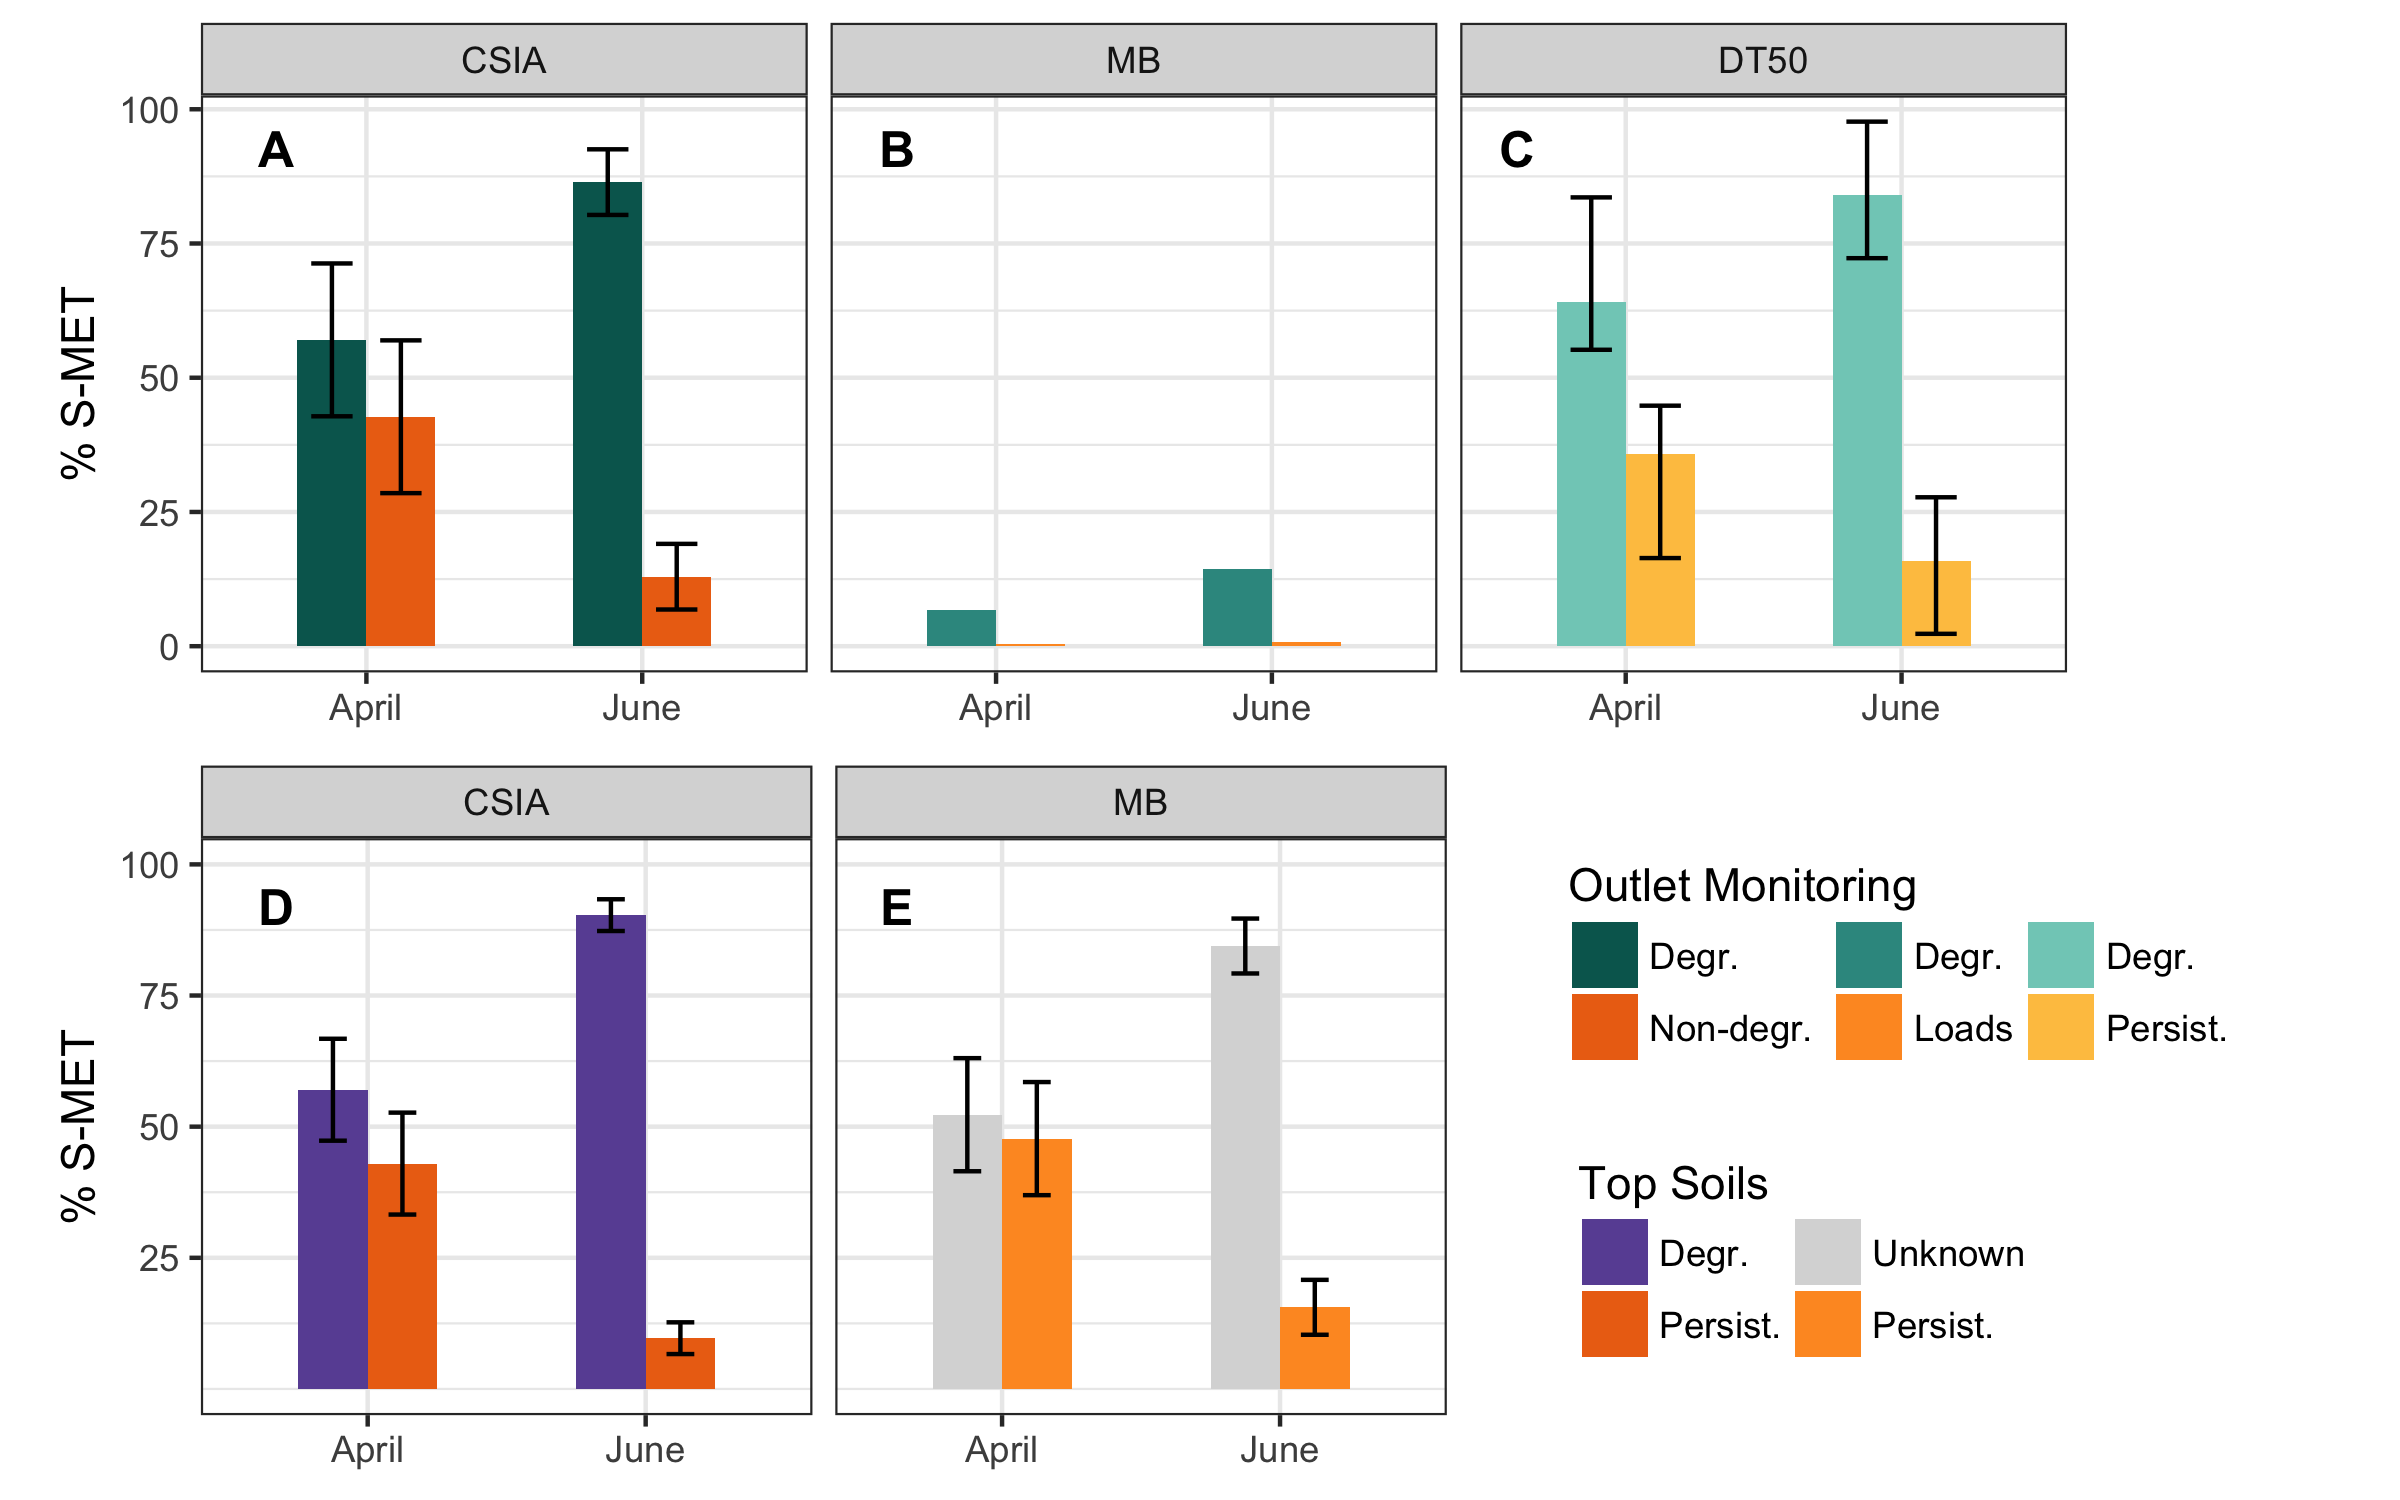 CSIA MB DT50
100
A B C
75
50
25
0
% S-MET
April June April June April June
CSIA MB
100
D E
75
50
25
% S-MET
April June April June
Outlet Monitoring
Degr. Degr. Degr.
Non-degr. Loads Persist.
Top Soils
Degr. Unknown
Persist. Persist.